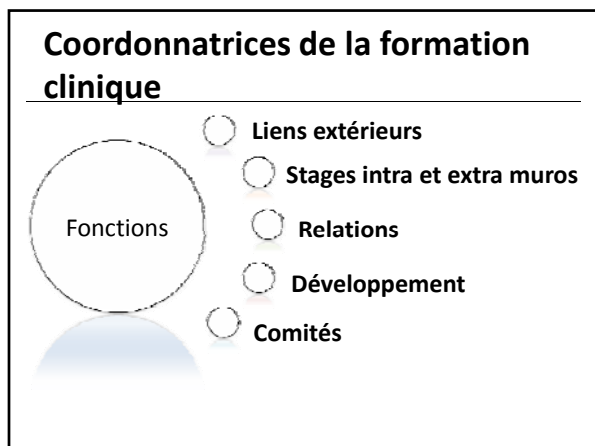 Coordonnatrices de la formation
clinique
Liens extérieurs
Stages intra et extra muros
Fonctions
Relations
Développement
Comités